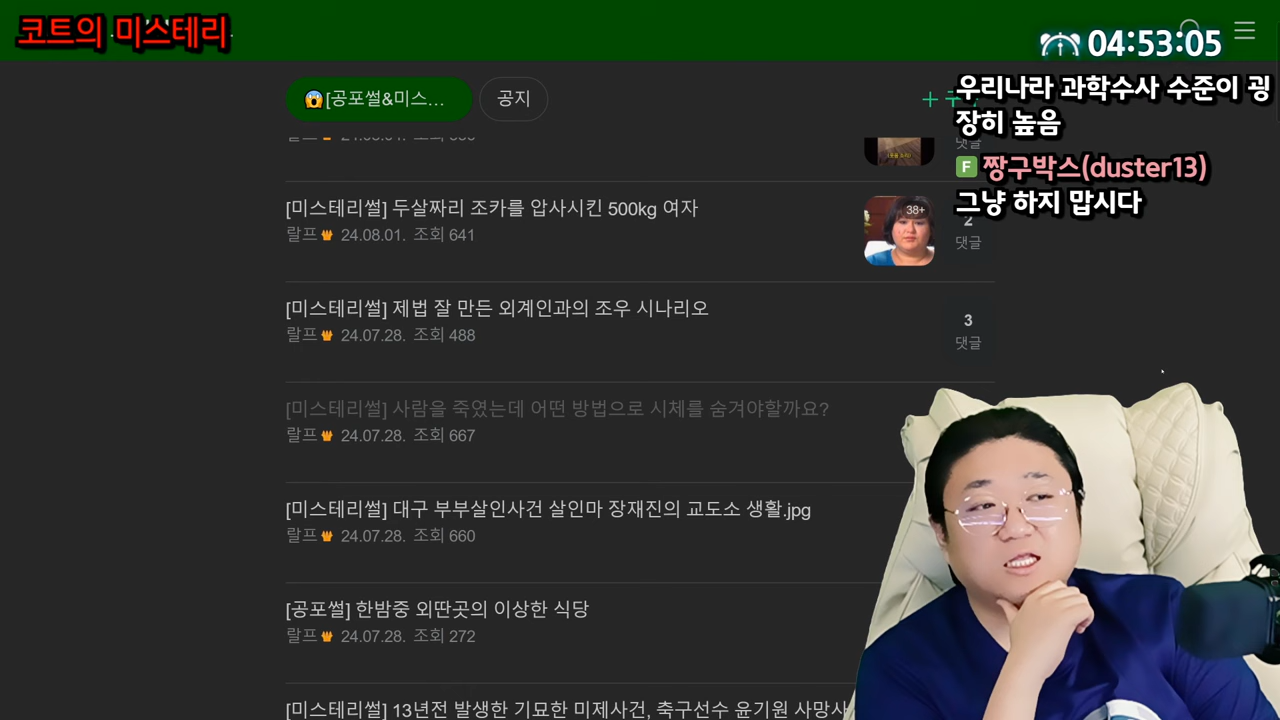 코트의 미스테리
04:53:05
😱[공포썰&미스...
공지
우리나라 과학수사 수준이 굉
장히 높음
F 짱구박스(duster13)
그냥 하지 맙시다
[미스테리썰] 두살짜리 조카를 압사시킨 500kg 여자
랄프 24.08.01. 조회 641
38+
2
댓글
[미스테리썰] 제법 잘 만든 외계인과의 조우 시나리오
랄프 24.07.28. 조회 488
3
댓글
[미스테리썰] 사람을 죽였는데 어떤 방법으로 시체를 숨겨야할까요?
랄프 24.07.28. 조회 667
[미스테리썰] 대구 부부살인사건 살인마 장재진의 교도소 생활.jpg
랄프 24.07.28. 조회 660
[공포썰] 한밤중 외딴곳의 이상한 식당
랄프 24.07.28. 조회 272
[미스테리썰] 13년전 발생한 기묘한 미제사건, 축구선수 윤기원 사망사